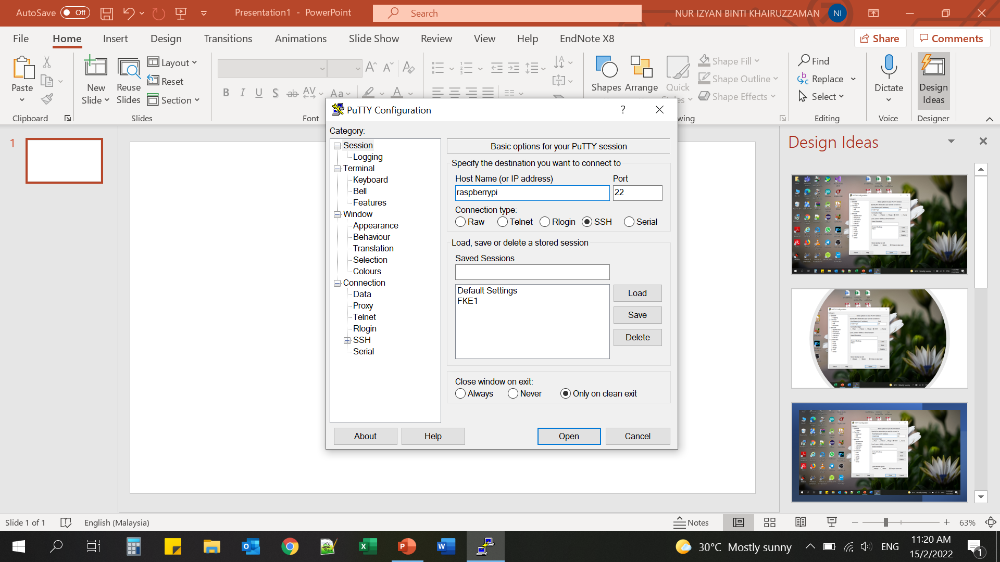 AutoSave Off Presentation1 - PowerPoint Search NUR IZYAN BINTI KHAIRUZZAMAN NI
File Home Insert Design Transitions Animations Slide Show Review View Help EndNote X8 Share Comments
Paste
New Slide
Reuse Slides
Layout
Reset
Section
Shapes
Arrange
Quick
Shape Fill
Shape Outline
Shape Effects
Find
Replace
Select
Dictate
Design Ideas
Clipboard Slides Font Editing Voice Designer
PuTTY Configuration ?
Category:
Session
Logging
Terminal
Keyboard
Bell
Features
Window
Appearance
Behaviour
Translation
Selection
Colours
Connection
Data
Proxy
Telnet
Rlogin
SSH
Serial
Basic options for your PuTTY session
Specify the destination you want to connect to
Host Name (or IP address) Port
raspberrypi 22
Connection type:
Raw Telnet Rlogin SSH Serial
Load, save or delete a stored session
Saved Sessions
Default Settings
FKE1
Load
Save
Delete
Close window on exit:
Always Never Only on clean exit
About Help Open Cancel
1
Design Ideas
Slide 1 of 1 English (Malaysia) Notes 63%
30°C Mostly sunny ENG
11:20 AM
15/2/2022
1